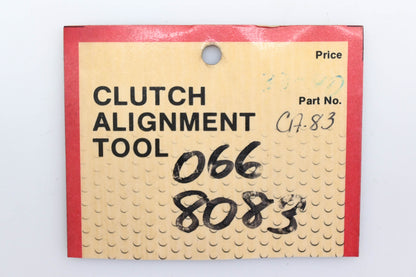 Price
Part No.
CA-83
CLUTCH
ALIGNMENT
TOOL
066
8083